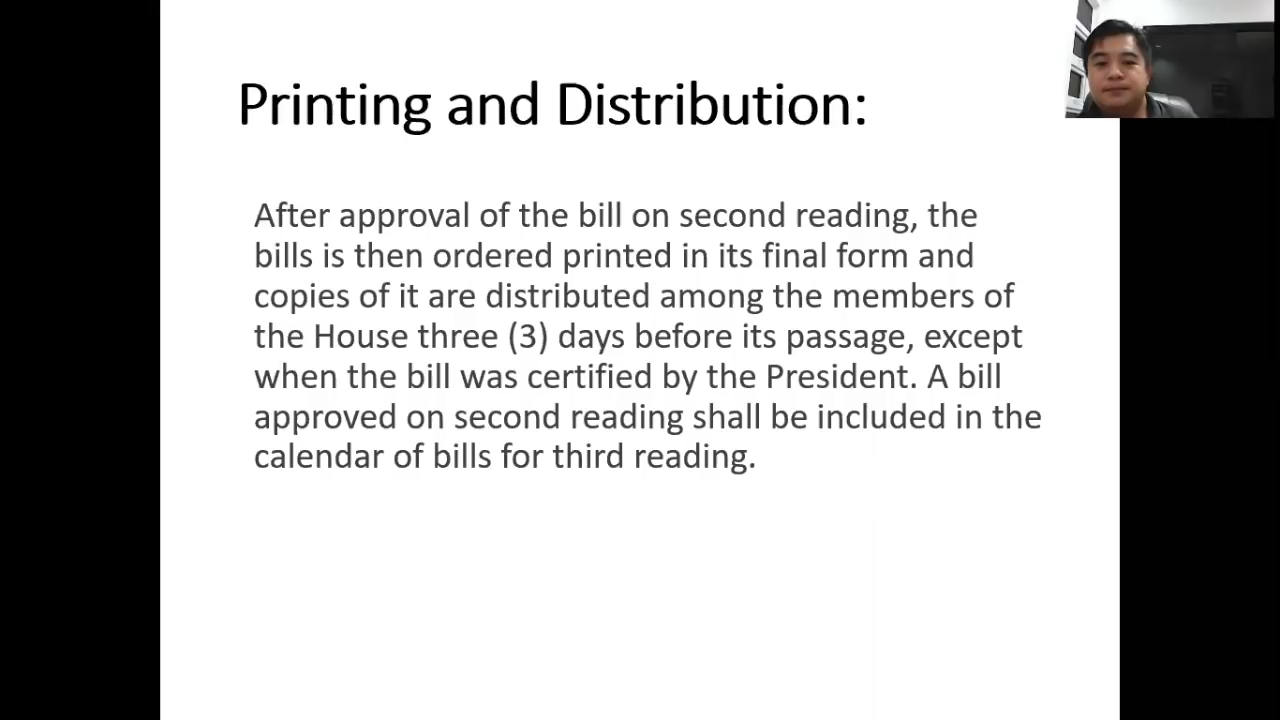 Printing and Distribution:
After approval of the bill on second reading, the
bills is then ordered printed in its final form and
copies of it are distributed among the members of
the House three (3) days before its passage, except
when the bill was certified by the President. A bill
approved on second reading shall be included in the
calendar of bills for third reading.